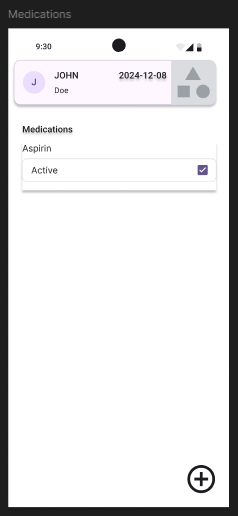 Medications
9:30
JOHN 2024-12-08
J
Doe
Medications
Aspirin
Active